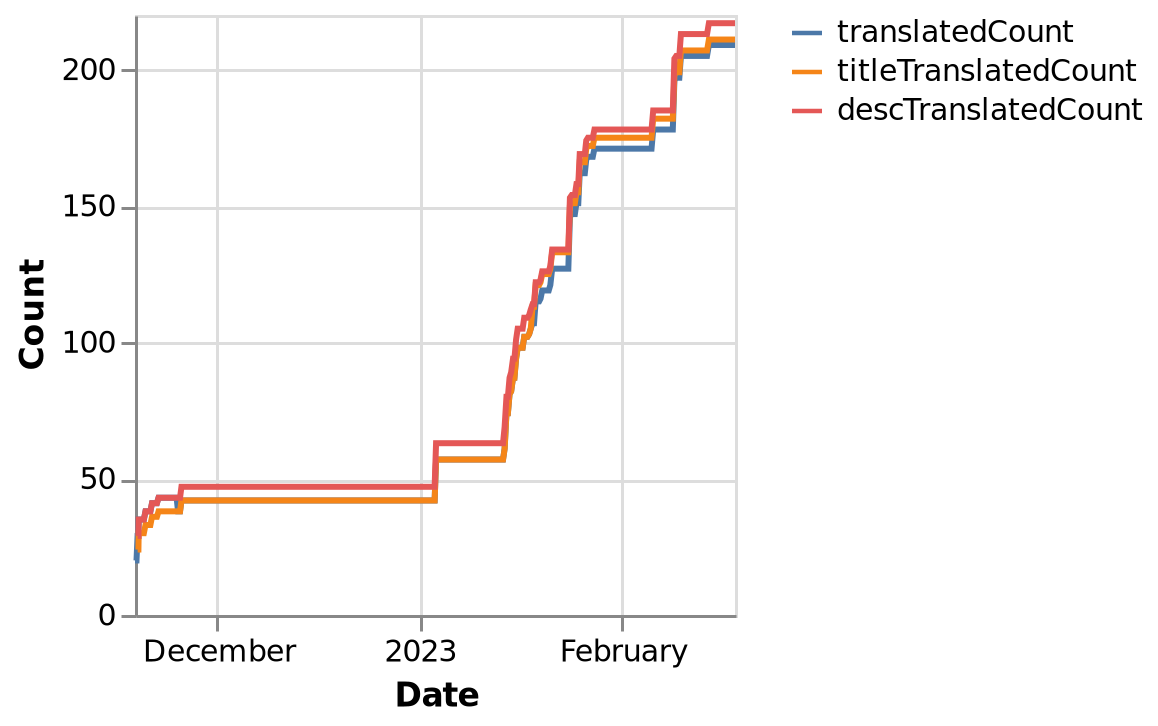 translatedCount
titleTranslatedCount
descTranslatedCount
200
150
100
50
0
Count
December 2023 February
Date